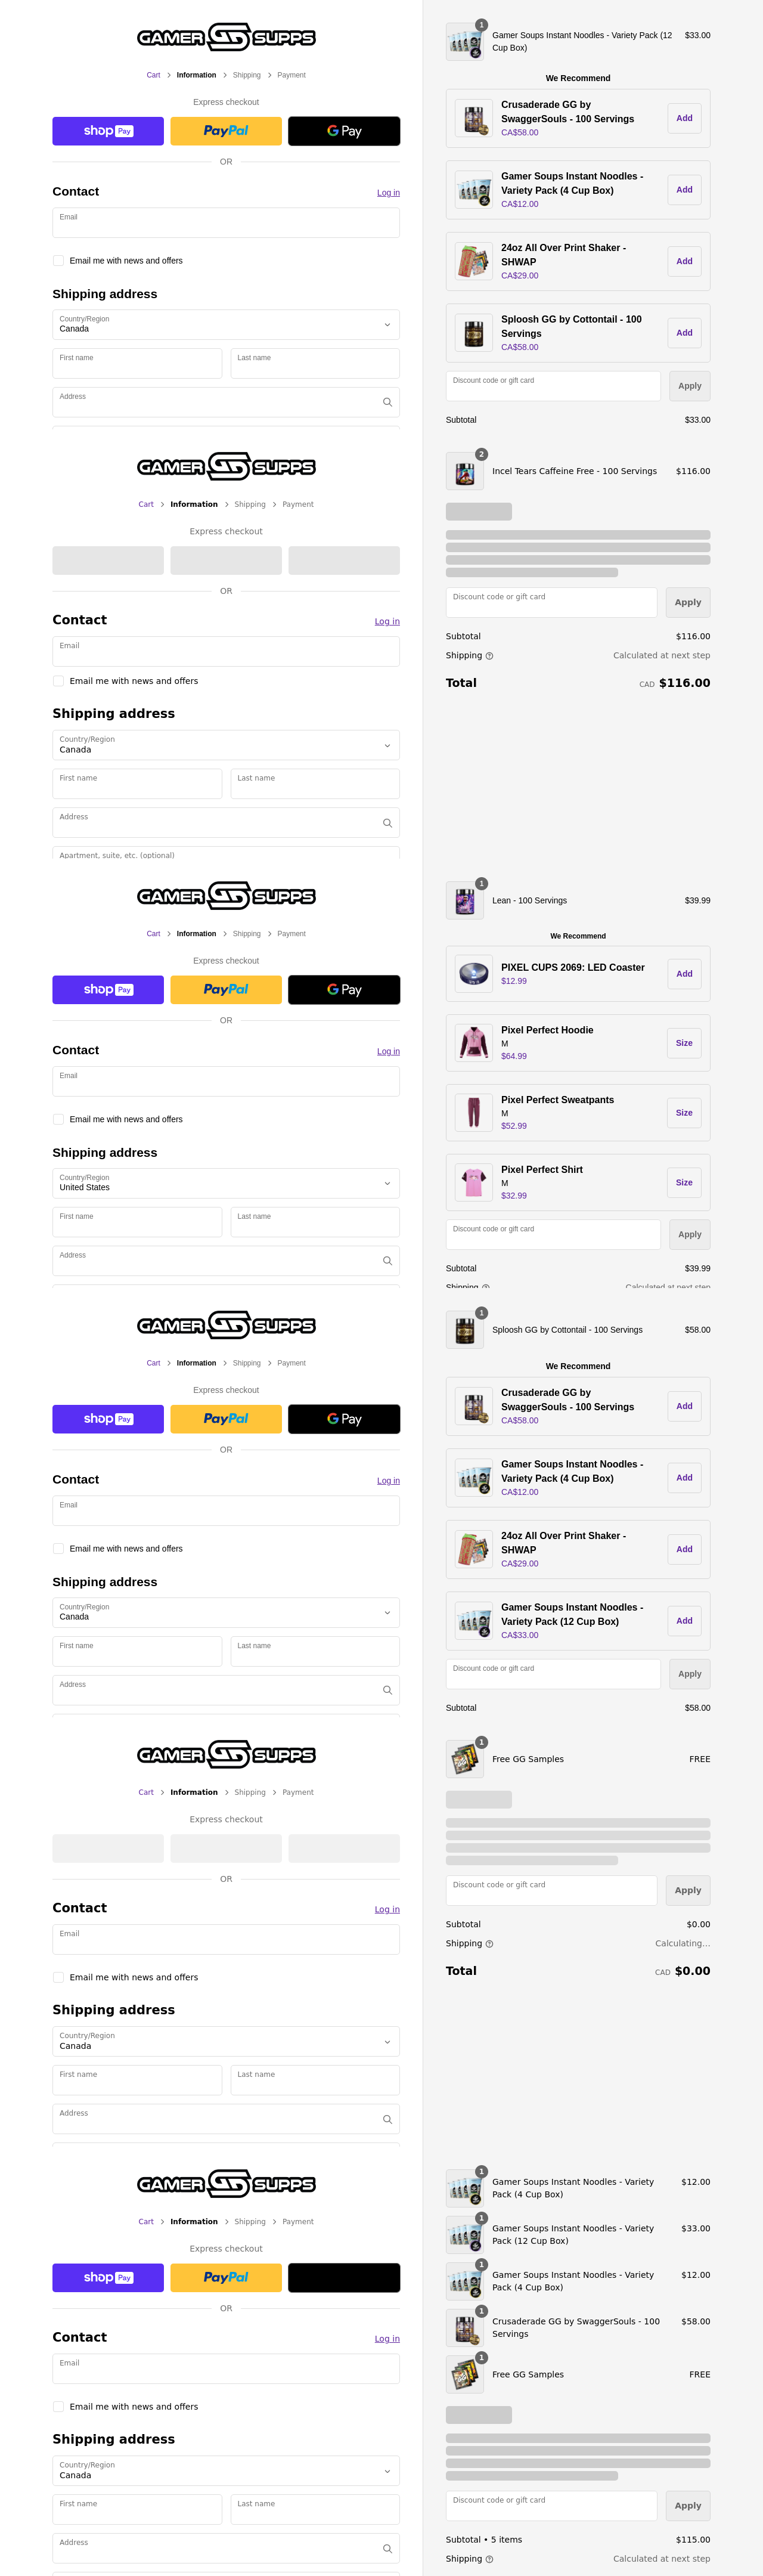 GAMER SUPPS
Cart > Information > Shipping > Payment
Express checkout
shop Pay
PayPal
G Pay
OR
Contact
Log in
Email
Email me with news and offers
Shipping address
Country/Region
Canada
First name
Last name
Address
1
Gamer Soups Instant Noodles - Variety Pack (12
Cup Box)
$33.00
We Recommend
Crusaderade GG by
SwaggerSouls - 100 Servings
CA$58.00
Add
Gamer Soups Instant Noodles -
Variety Pack (4 Cup Box)
CA$12.00
Add
24oz All Over Print Shaker -
SHWAP
CA$29.00
Add
Sploosh GG by Cottontail - 100
Servings
CA$58.00
Add
Discount code or gift card
Apply
Subtotal
$33.00
GAMER SUPPS
Cart > Information > Shipping > Payment
Express checkout
OR
Contact
Log in
Email
Email me with news and offers
Shipping address
Country/Region
Canada
First name
Last name
Address
Apartment, suite, etc. (optional)
2
Incel Tears Caffeine Free - 100 Servings
$116.00
Discount code or gift card
Apply
Subtotal
$116.00
Shipping
Calculated at next step
Total
CAD $116.00
GAMER SUPPS
Cart > Information > Shipping > Payment
Express checkout
shop Pay
PayPal
G Pay
OR
Contact
Log in
Email
Email me with news and offers
Shipping address
Country/Region
United States
First name
Last name
Address
1
Lean - 100 Servings
$39.99
We Recommend
PIXEL CUPS 2069: LED Coaster
$12.99
Add
Pixel Perfect Hoodie
M
$64.99
Size
Pixel Perfect Sweatpants
M
$52.99
Size
Pixel Perfect Shirt
M
$32.99
Size
Discount code or gift card
Apply
Subtotal
$39.99
Shipping
Calculated at next step
GAMER SUPPS
Cart > Information > Shipping > Payment
Express checkout
shop Pay
PayPal
G Pay
OR
Contact
Log in
Email
Email me with news and offers
Shipping address
Country/Region
Canada
First name
Last name
Address
1
Sploosh GG by Cottontail - 100 Servings
$58.00
We Recommend
Crusaderade GG by
SwaggerSouls - 100 Servings
CA$58.00
Add
Gamer Soups Instant Noodles -
Variety Pack (4 Cup Box)
CA$12.00
Add
24oz All Over Print Shaker -
SHWAP
CA$29.00
Add
Gamer Soups Instant Noodles -
Variety Pack (12 Cup Box)
CA$33.00
Add
Discount code or gift card
Apply
Subtotal
$58.00
GAMER SUPPS
Cart > Information > Shipping > Payment
Express checkout
OR
Contact
Log in
Email
Email me with news and offers
Shipping address
Country/Region
Canada
First name
Last name
Address
1
Free GG Samples
FREE
Discount code or gift card
Apply
Subtotal
$0.00
Shipping
Calculating...
Total
CAD $0.00
GAMER SUPPS
Cart > Information > Shipping > Payment
Express checkout
shop Pay
PayPal
OR
Contact
Log in
Email
Email me with news and offers
Shipping address
Country/Region
Canada
First name
Last name
Address
1
Gamer Soups Instant Noodles - Variety
Pack (4 Cup Box)
$12.00
1
Gamer Soups Instant Noodles - Variety
Pack (12 Cup Box)
$33.00
1
Gamer Soups Instant Noodles - Variety
Pack (4 Cup Box)
$12.00
1
Crusaderade GG by SwaggerSouls - 100
Servings
$58.00
1
Free GG Samples
FREE
Discount code or gift card
Apply
Subtotal • 5 items
$115.00
Shipping
Calculated at next step